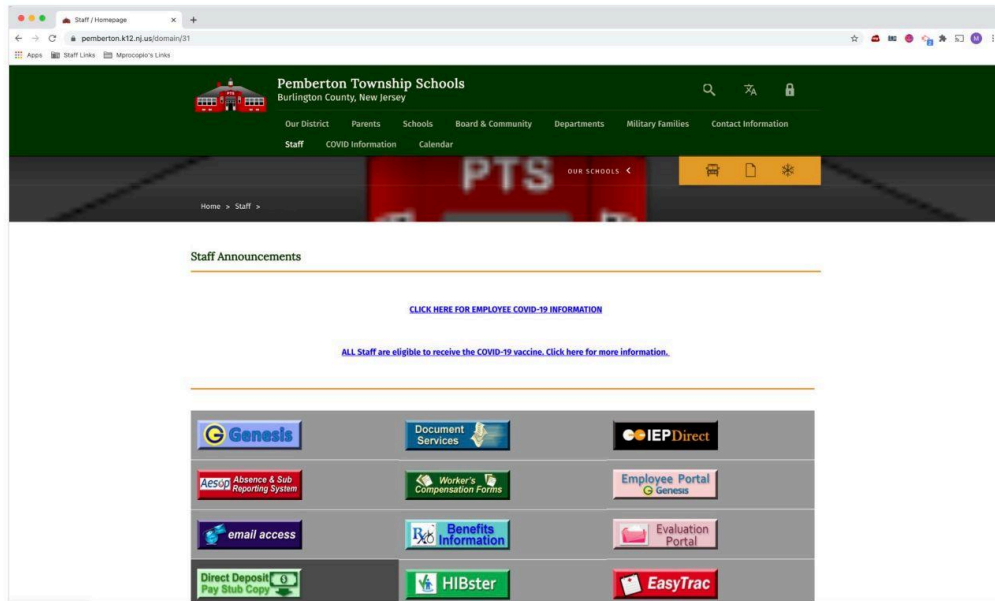 Staff / Homepage
pemberton.k12.nj.us/domain/31
Apps Staff Links Mprocopio's Links
PTS
Pemberton Township Schools
Burlington County, New Jersey
Our District Parents Schools Board & Community Departments Military Families Contact Information
Staff COVID Information Calendar
PTS
OUR SCHOOLS
Home > Staff >
Staff Announcements
CLICK HERE FOR EMPLOYEE COVID-19 INFORMATION
ALL Staff are eligible to receive the COVID-19 vaccine. Click here for more information.
G Genesis
Document
Services
IEPDirect
Aesop Absence & Sub
Reporting System
Worker's
Compensation Forms
Employee Portal
G Genesis
email access
Rx Benefits
Information
Evaluation
Portal
Direct Deposit
Pay Stub Copy
HIBster
EasyTrac